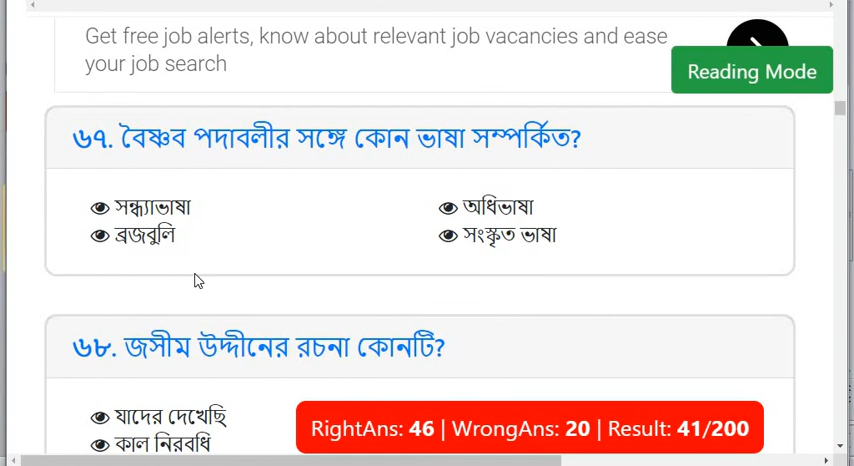 Get free job alerts, know about relevant job vacancies and ease
your job search
Reading Mode
৬৭. বৈষ্ণব পদাবলীর সঙ্গে কোন ভাষা সম্পর্কিত?
সন্ধ্যাভাষা
অধিভাষা
ব্রজবুলি
সংস্কৃত ভাষা
৬৮. জসীম উদ্দীনের রচনা কোনটি?
যাদের দেখেছি
কাল নিরবধি
RightAns: 46 | WrongAns: 20 | Result: 41/200